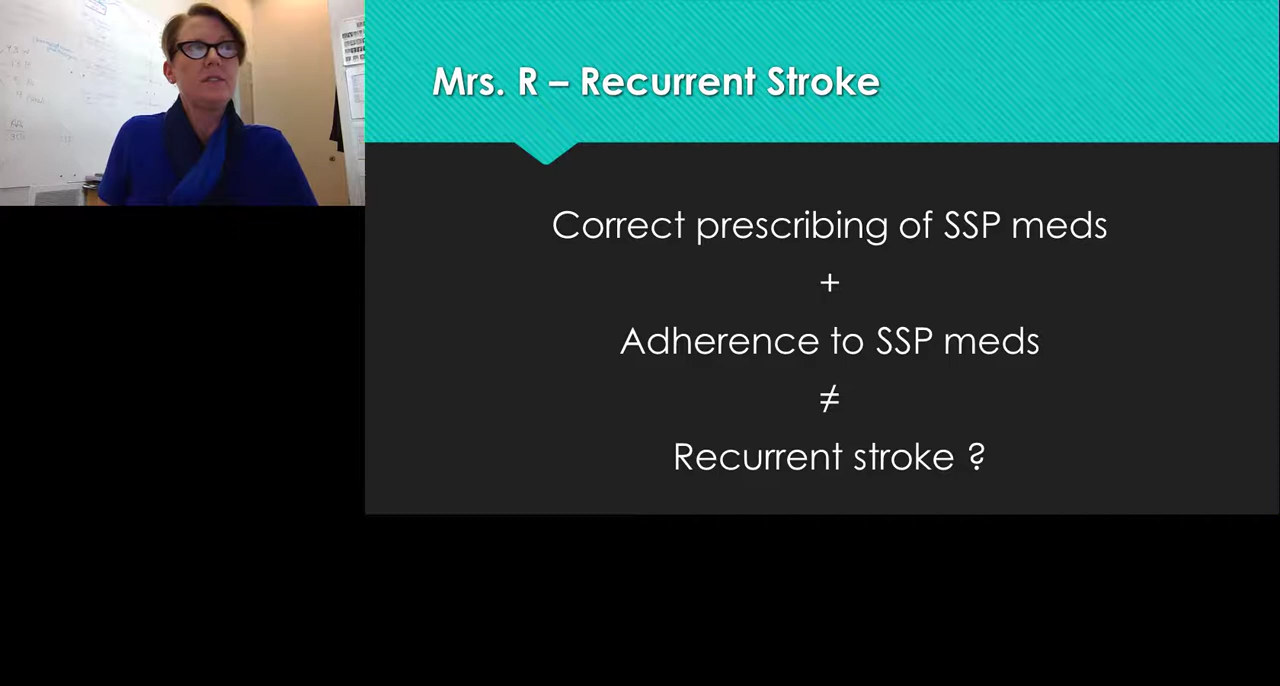 Mrs. R – Recurrent Stroke
Correct prescribing of SSP meds
+
Adherence to SSP meds
≠
Recurrent stroke ?